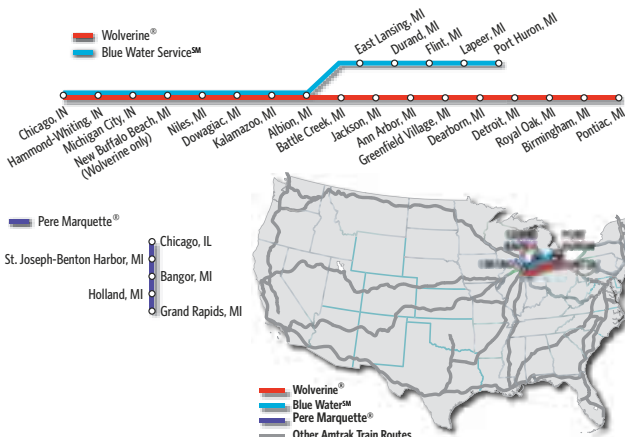 Wolverine®
Blue Water Service℠
East Lansing, MI
Durand, MI
Flint, MI
Lapeer, MI
Port Huron, MI
Chicago, IN
Hammond-Whiting, IN
Michigan City, IN
New Buffalo Beach, MI
(Wolverine only)
Niles, MI
Dowagiac, MI
Kalamazoo, MI
Albion, MI
Battle Creek, MI
Jackson, MI
Ann Arbor, MI
Greenfield Village, MI
Dearborn, MI
Detroit, MI
Royal Oak, MI
Birmingham, MI
Pontiac, MI
Pere Marquette®
Chicago, IL
St. Joseph-Benton Harbor, MI
Bangor, MI
Holland, MI
Grand Rapids, MI
Wolverine®
Blue Water℠
Pere Marquette®
Other Amtrak Train Routes